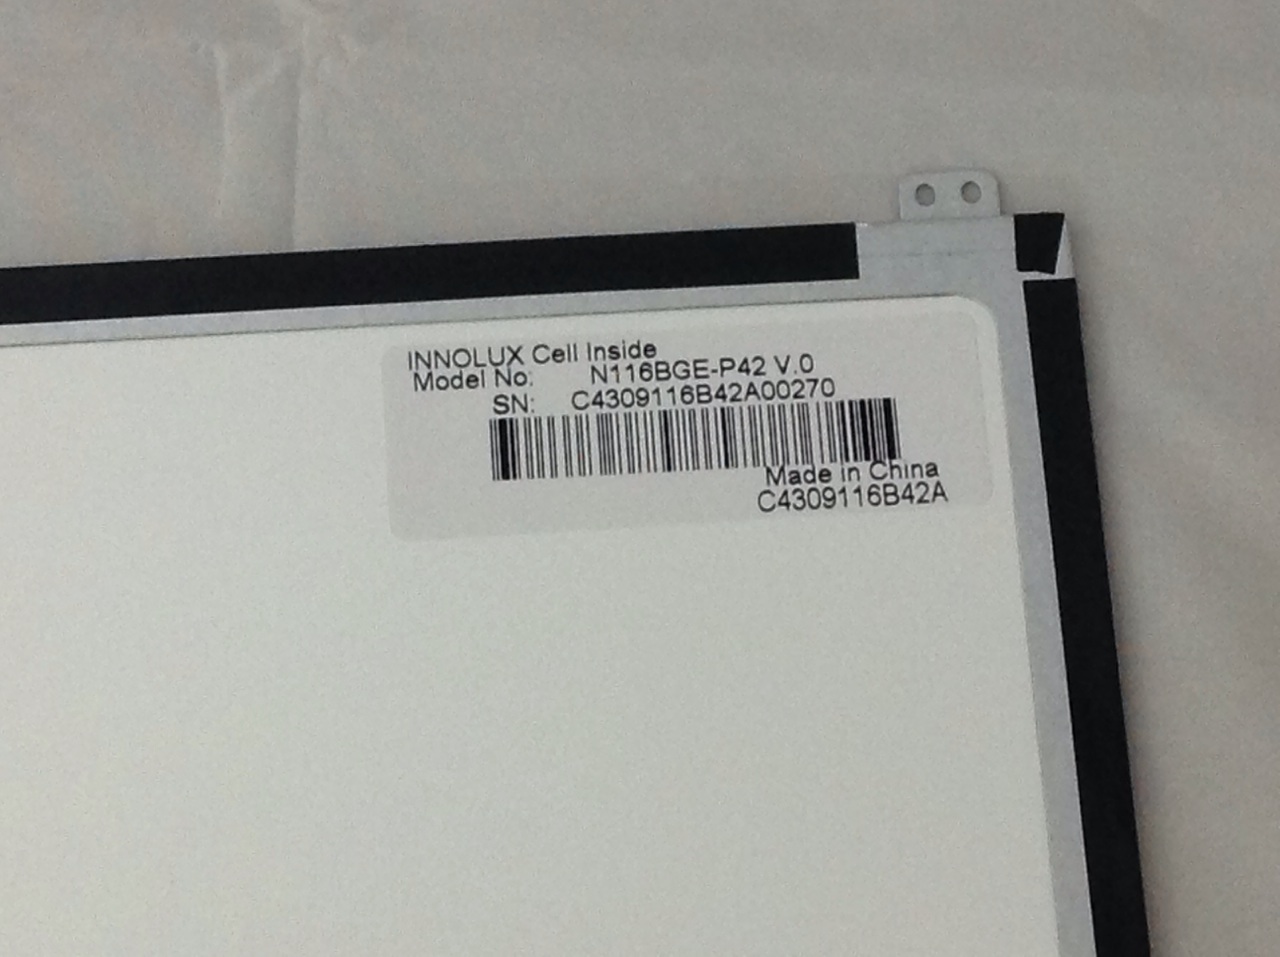 INNOLUX Cell Inside
Model No: N116BGE-P42 V.0
SN: C4309116B42A00270
Made in China
C4309116B42A